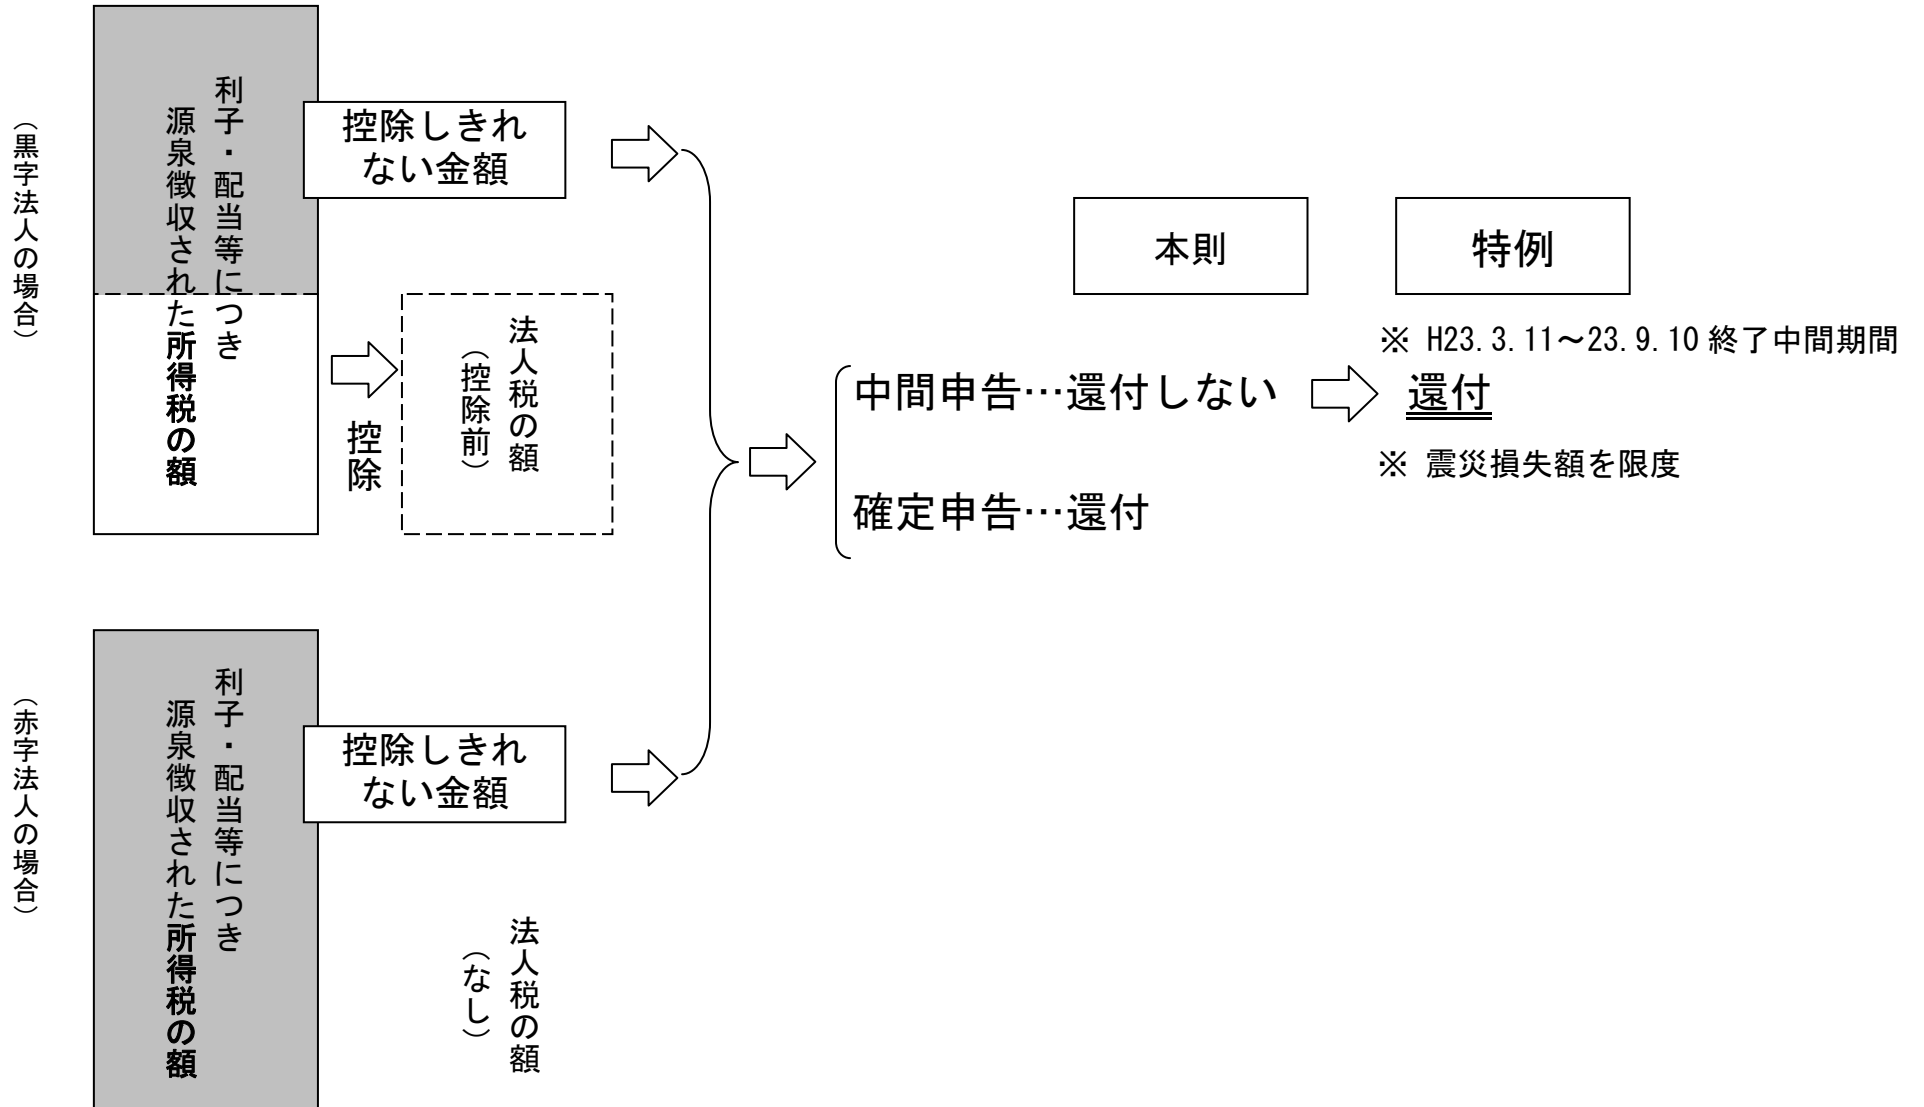 （黒字法人の場合）
利子・配当等につき
源泉徴収された所得税の額
控除しきれ
ない金額
控除
法人税の額
（控除前）
（赤字法人の場合）
利子・配当等につき
源泉徴収された所得税の額
控除しきれ
ない金額
法人税の額
（なし）
本則
特例
※ H23.3.11～23.9.10 終了中間期間
中間申告…還付しない
還付
※ 震災損失額を限度
確定申告…還付